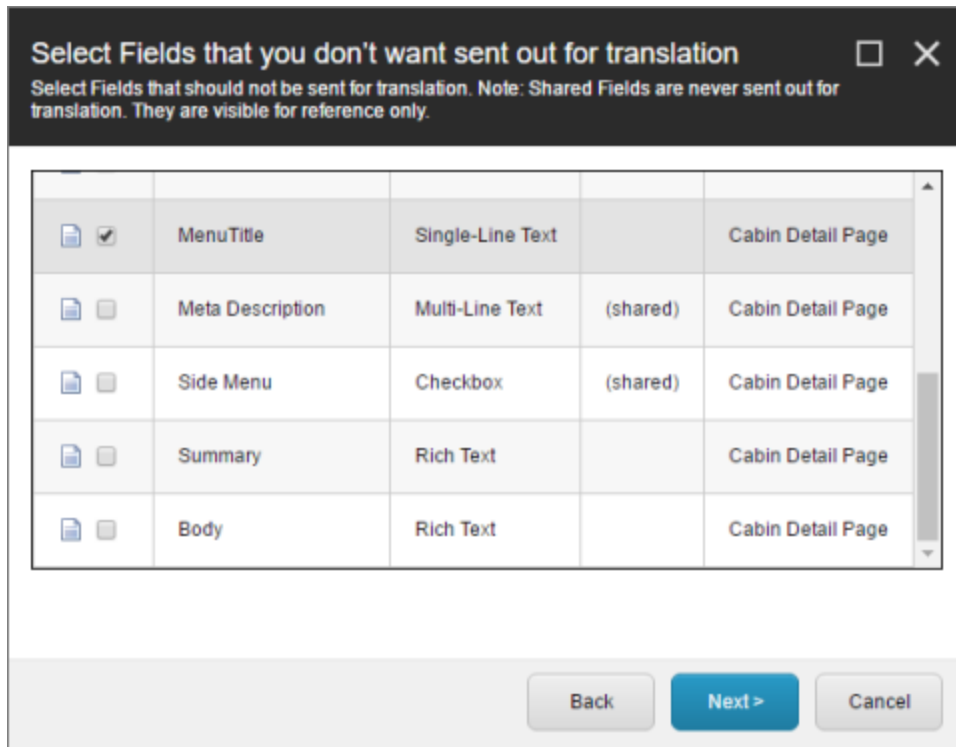 Select Fields that you don't want sent out for translation
Select Fields that should not be sent for translation. Note: Shared Fields are never sent out for
translation. They are visible for reference only.
MenuTitle Single-Line Text Cabin Detail Page
Meta Description Multi-Line Text (shared) Cabin Detail Page
Side Menu Checkbox (shared) Cabin Detail Page
Summary Rich Text Cabin Detail Page
Body Rich Text Cabin Detail Page
Back Next > Cancel